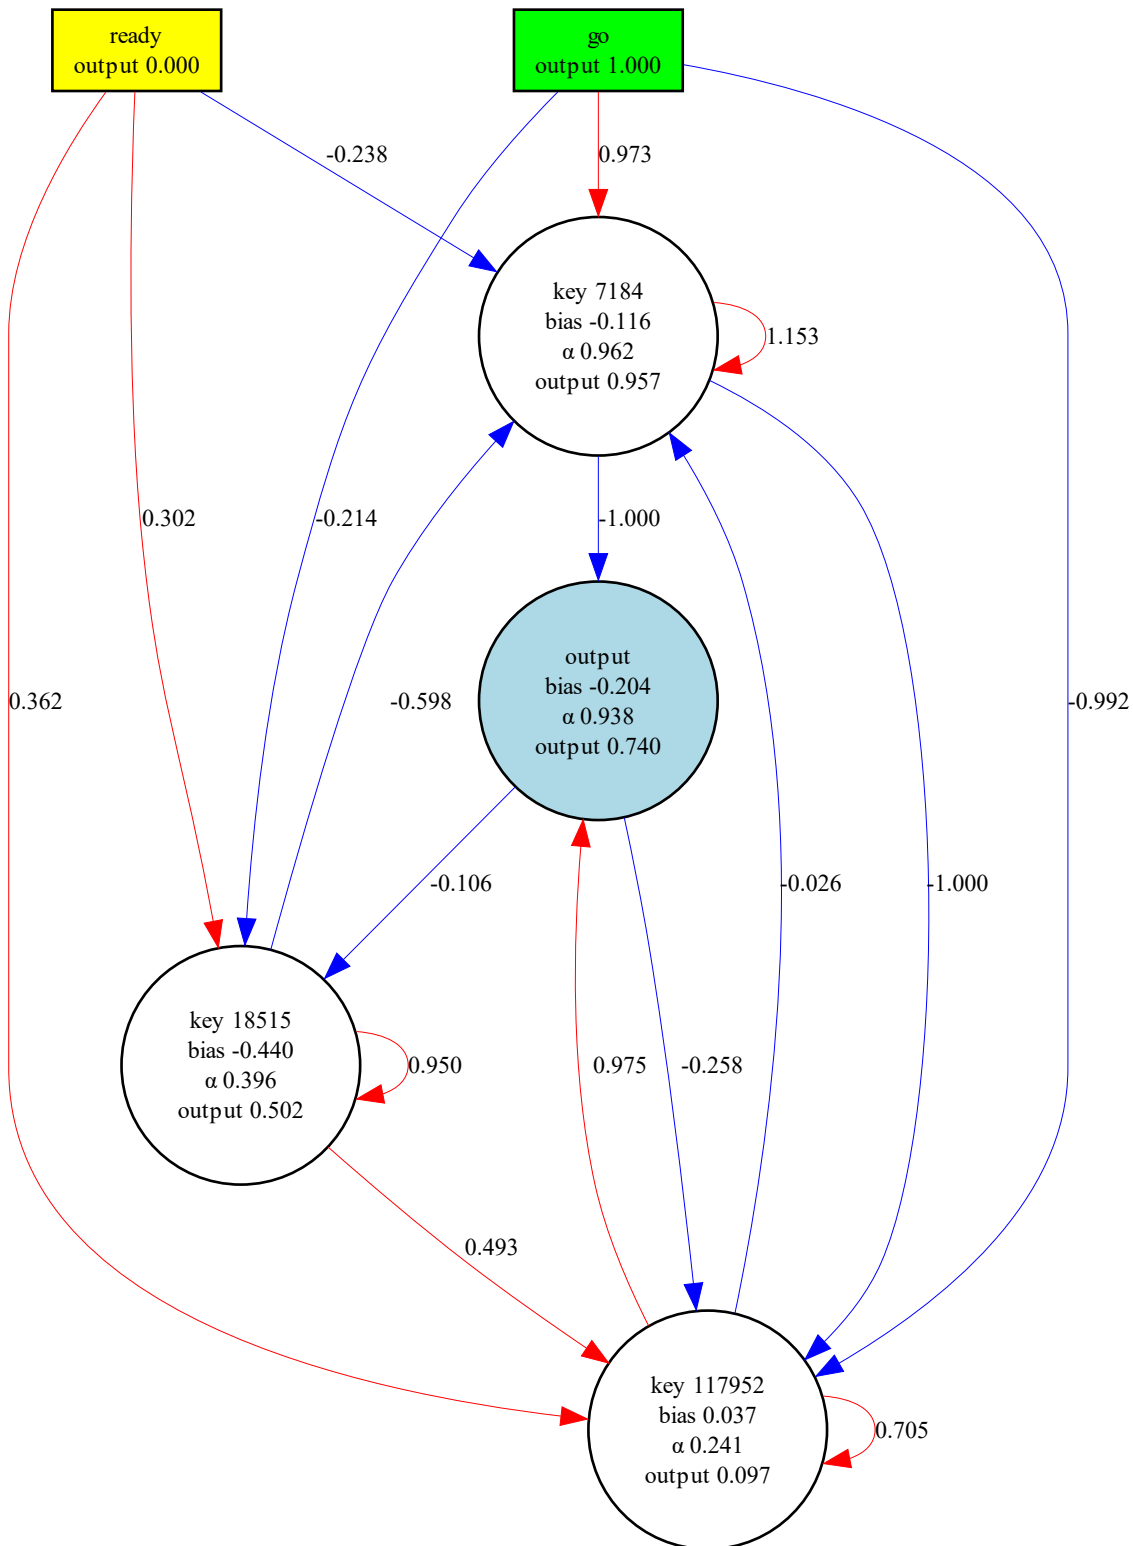 ready
output 0.000
go
output 1.000
-0.238
0.973
key 7184
bias -0.116
α 0.962
output 0.957
1.153
0.302
-0.214
-1.000
output
bias -0.204
α 0.938
output 0.740
0.362
-0.598
-0.992
-0.106
-0.026
-1.000
key 18515
bias -0.440
α 0.396
output 0.502
0.950
0.975
-0.258
0.493
key 117952
bias 0.037
α 0.241
output 0.097
0.705